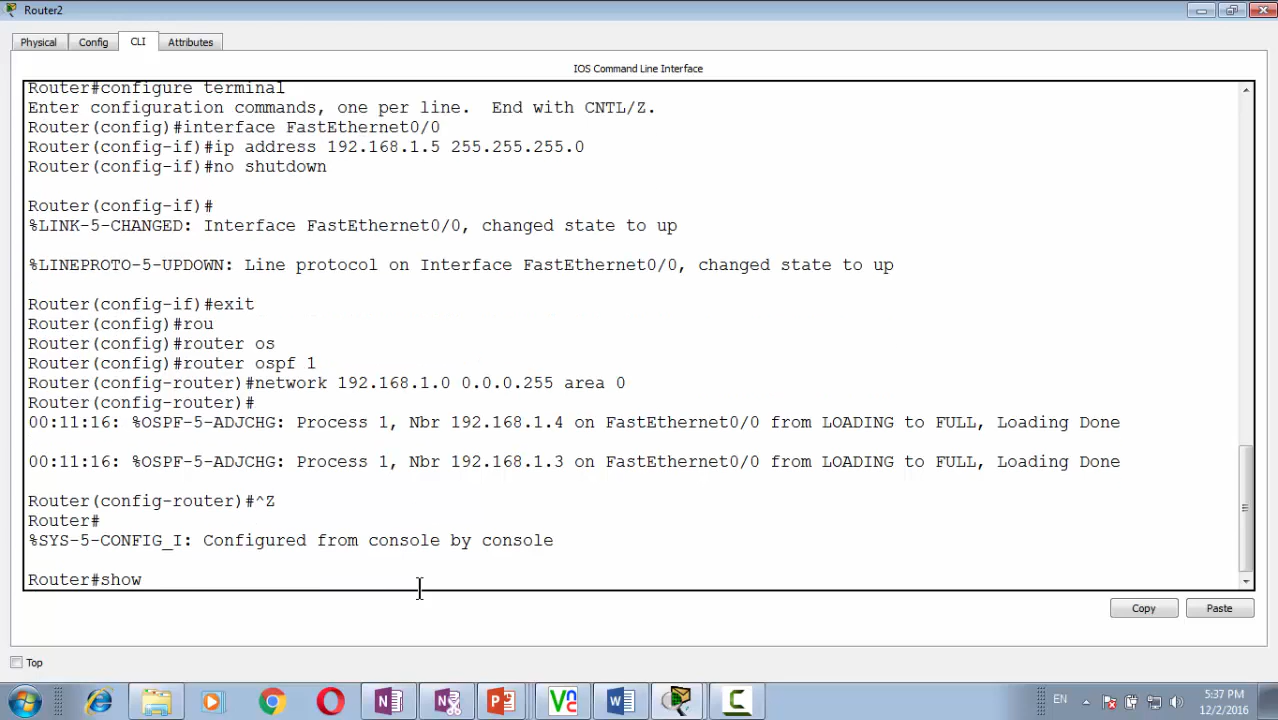 Router2
Physical
Config
CLI
Attributes
IOS Command Line Interface
Router#configure terminal
Enter configuration commands, one per line.  End with CNTL/Z.
Router(config)#interface FastEthernet0/0
Router(config-if)#ip address 192.168.1.5 255.255.255.0
Router(config-if)#no shutdown
Router(config-if)#
%LINK-5-CHANGED: Interface FastEthernet0/0, changed state to up
%LINEPROTO-5-UPDOWN: Line protocol on Interface FastEthernet0/0, changed state to up
Router(config-if)#exit
Router(config)#rou
Router(config)#router os
Router(config)#router ospf 1
Router(config-router)#network 192.168.1.0 0.0.0.255 area 0
Router(config-router)#
00:11:16: %OSPF-5-ADJCHG: Process 1, Nbr 192.168.1.4 on FastEthernet0/0 from LOADING to FULL, Loading Done
00:11:16: %OSPF-5-ADJCHG: Process 1, Nbr 192.168.1.3 on FastEthernet0/0 from LOADING to FULL, Loading Done
Router(config-router)#^Z
Router#
%SYS-5-CONFIG_I: Configured from console by console
Router#show
Copy
Paste
Top
EN
5:37 PM
12/2/2016